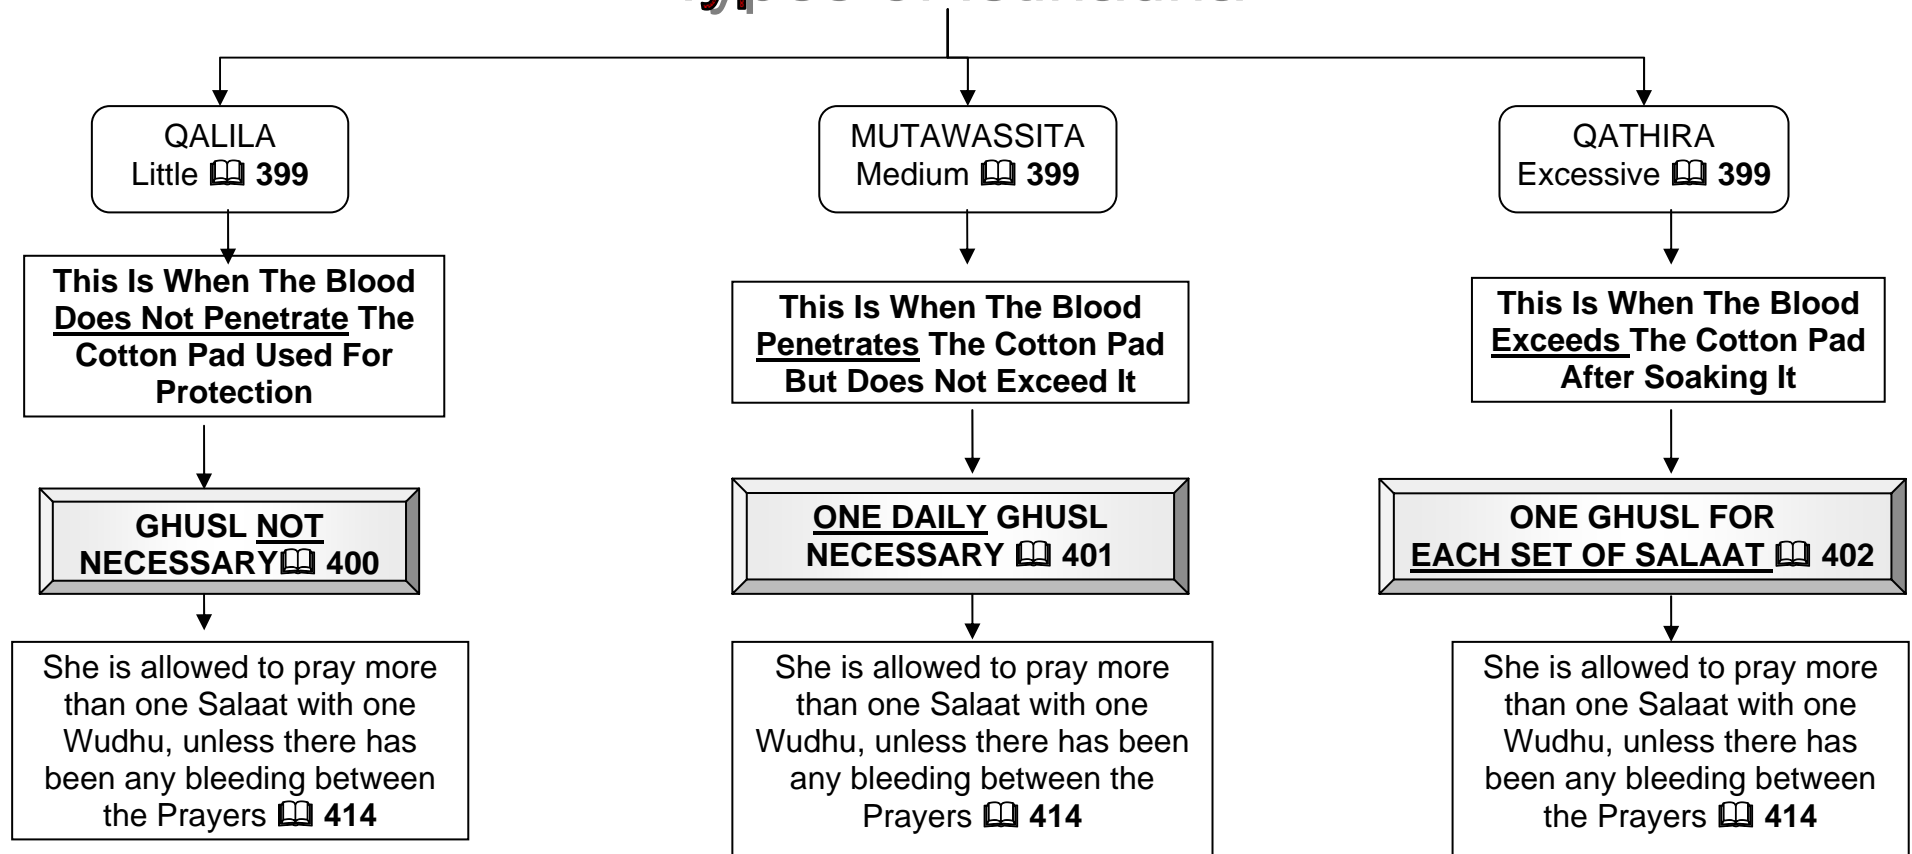 QALILA
Little 399
MUTAWASSITA
Medium 399
QATHIRA
Excessive 399
This Is When The Blood
Does Not Penetrate The
Cotton Pad Used For
Protection
This Is When The Blood
Penetrates The Cotton Pad
But Does Not Exceed It
This Is When The Blood
Exceeds The Cotton Pad
After Soaking It
GHUSL NOT
NECESSARY 400
ONE DAILY GHUSL
NECESSARY 401
ONE GHUSL FOR
EACH SET OF SALAAT 402
She is allowed to pray more
than one Salaat with one
Wudhu, unless there has
been any bleeding between
the Prayers 414
She is allowed to pray more
than one Salaat with one
Wudhu, unless there has been
any bleeding between the
Prayers 414
She is allowed to pray more
than one Salaat with one
Wudhu, unless there has
been any bleeding between
the Prayers 414